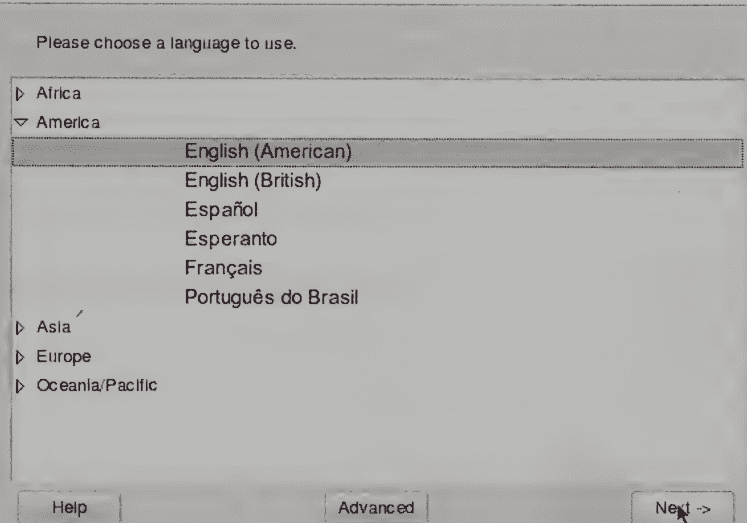 Please choose a language to use.
Africa
America
English (American)
English (British)
Español
Esperanto
Français
Português do Brasil
Asia
Europe
Oceania/Pacific
Help Advanced Next ->